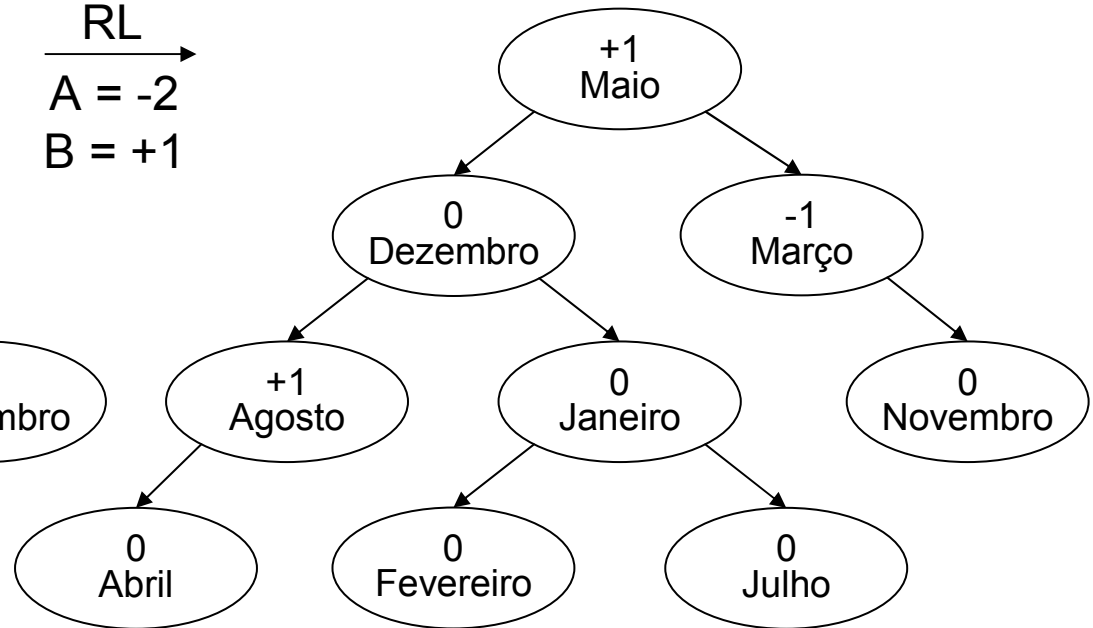 RL
A = -2
B = +1
+1
Maio
0
Dezembro
-1
Março
mbro
+1
Agosto
0
Janeiro
0
Novembro
0
Abril
0
Fevereiro
0
Julho